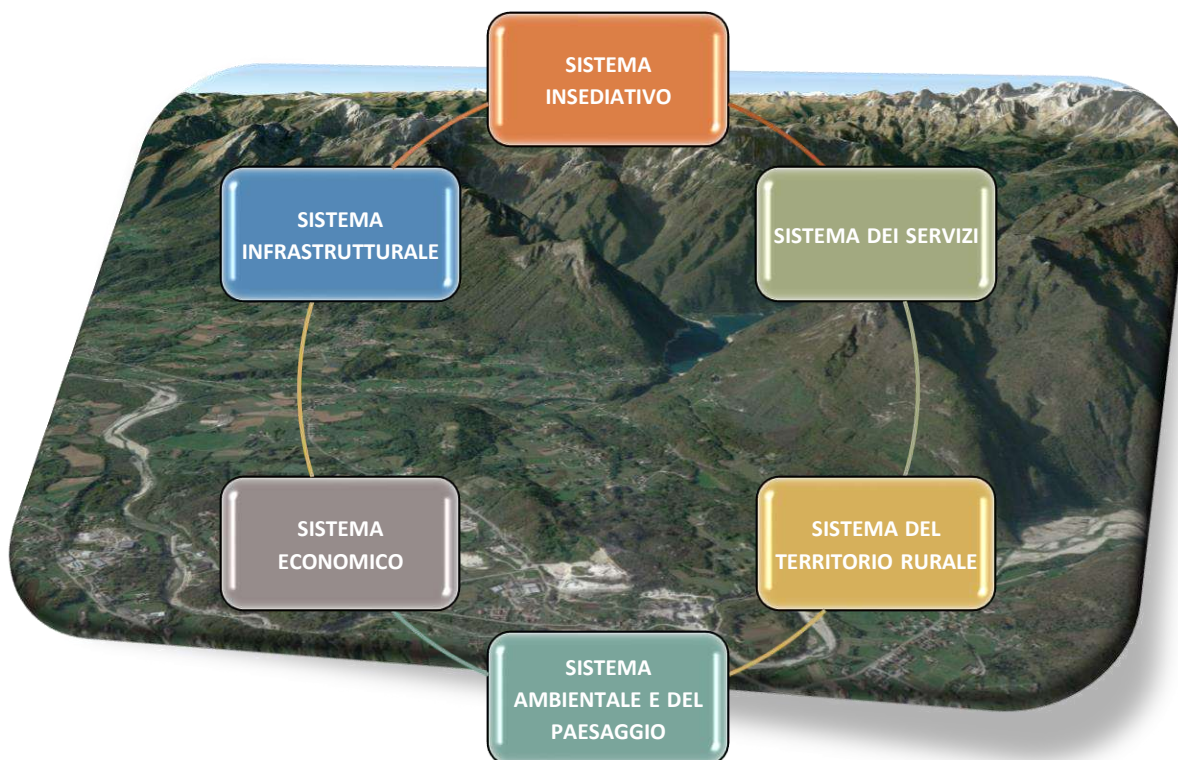 SISTEMA
INSEDIATIVO
SISTEMA
INFRASTRUTTURALE
SISTEMA DEI SERVIZI
SISTEMA
ECONOMICO
SISTEMA DEL
TERRITORIO RURALE
SISTEMA
AMBIENTALE E DEL
PAESAGGIO